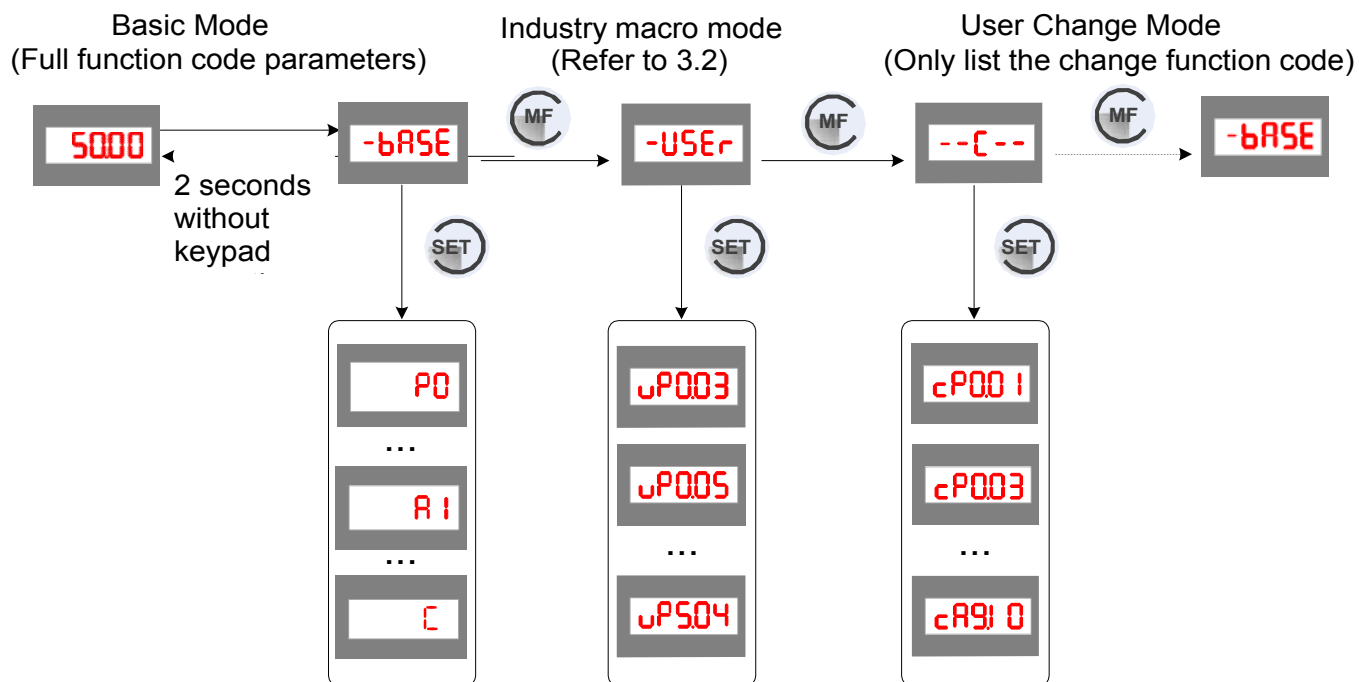 Basic Mode
(Full function code parameters)
Industry macro mode
(Refer to 3.2)
User Change Mode
(Only list the change function code)
50.00
-bASE
MF
-USEr
MF
--C--
MF
-bASE
2 seconds
without
keypad
SET
SET
SET
P0
...
A1
...
C
uP0.03
uP0.05
...
uP5.04
cP0.01
cP0.03
...
cA9.10